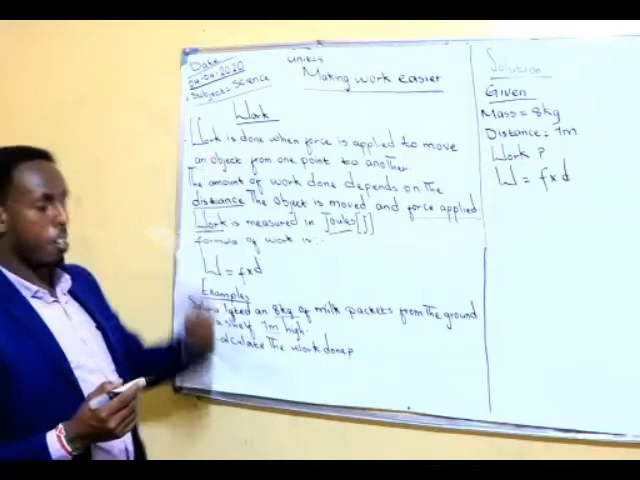 Date
04-04-2020
Subject = Science
Making work easier
Work
Work is done when force is applied to move
an object from one point too another.
The amount of work done depends on the
distance The object is moved and force applied
Work is measured in Joules [J]
formula of work is:-
W = f x d
Examples
lifted an 8kg of milk packets from the ground
shelf 1m high.
calculate the work done?
Solution
Given
Mass = 8kg
Distance = 1m
Work ?
W = f x d